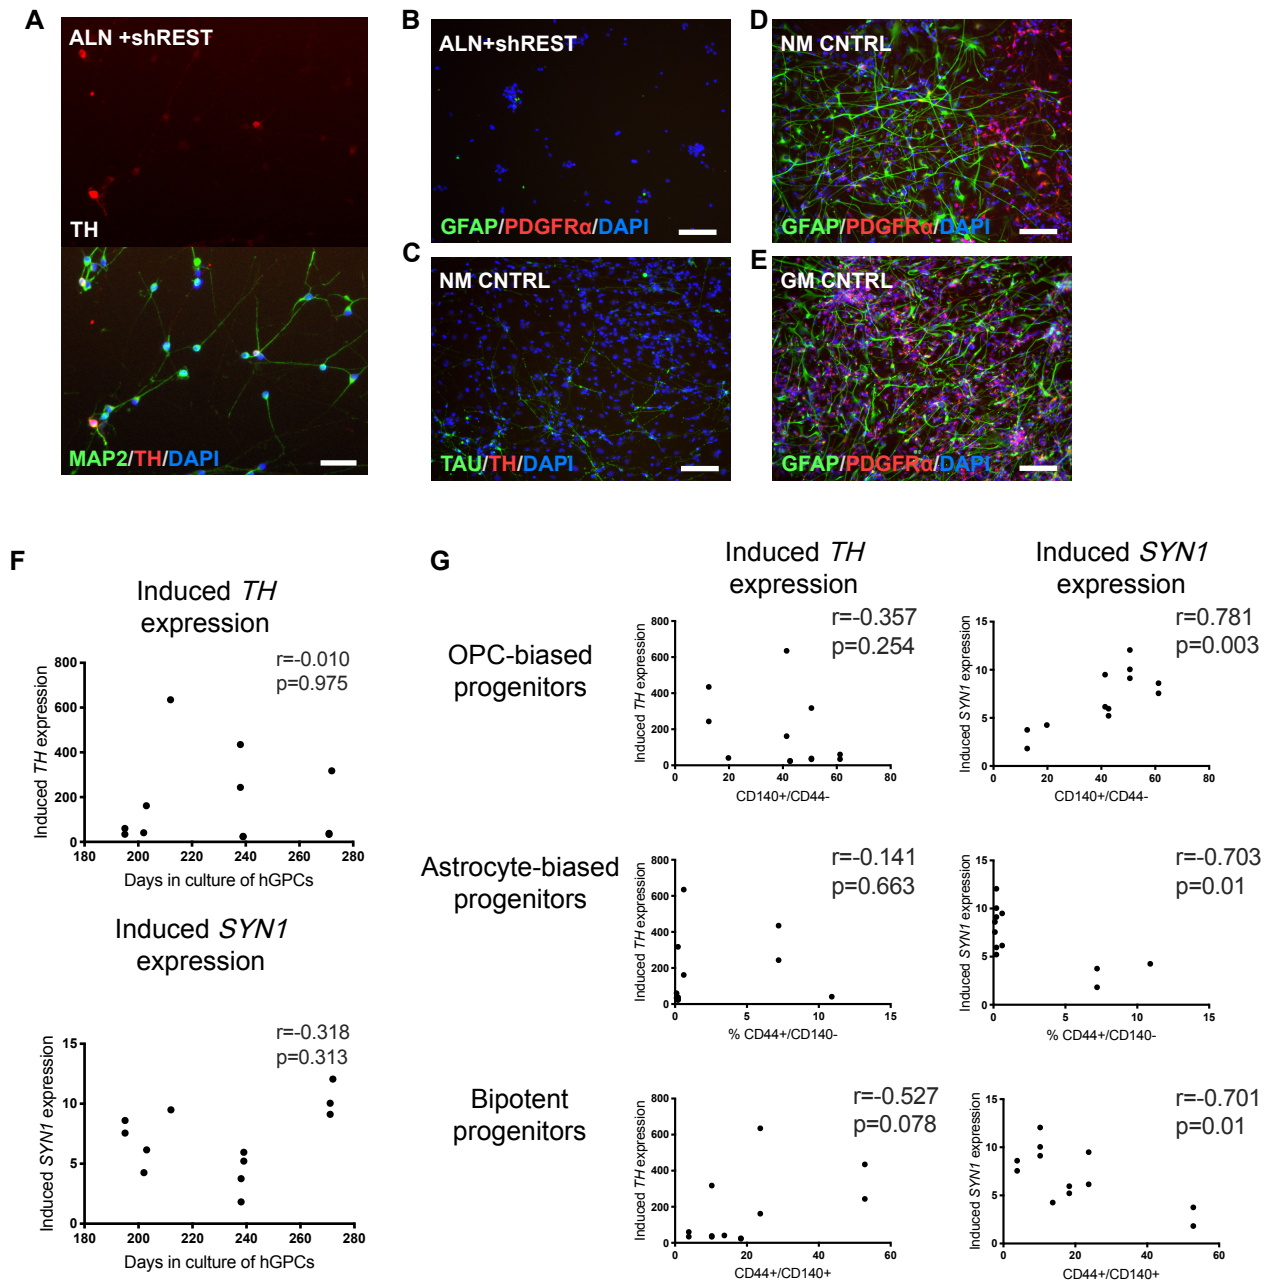 A
ALN +shREST
TH
MAP2/TH/DAPI
B
ALN+shREST
GFAP/PDGFRα/DAPI
C
NM CNTRL
TAU/TH/DAPI
D
NM CNTRL
GFAP/PDGFRα/DAPI
E
GM CNTRL
GFAP/PDGFRα/DAPI
F
Induced TH
expression
r=-0.010
p=0.975
Induced TH expression
800
600
400
200
0
180 200 220 240 260 280
Days in culture of hGPCs
Induced SYN1
expression
r=-0.318
p=0.313
Induced SYN1 expression
15
10
5
0
180 200 220 240 260 280
Days in culture of hGPCs
G
Induced TH
expression
Induced SYN1
expression
OPC-biased
progenitors
r=-0.357
p=0.254
Induced TH expression
800
600
400
200
0
0 20 40 60 80
CD140+/CD44-
r=0.781
p=0.003
Induced SYN1 expression
15
10
5
0
0 20 40 60 80
CD140+/CD44-
Astrocyte-biased
progenitors
r=-0.141
p=0.663
Induced TH expression
800
600
400
200
0
0 5 10 15
% CD44+/CD140-
r=-0.703
p=0.01
Induced SYN1 expression
15
10
5
0
0 5 10 15
% CD44+/CD140-
Bipotent
progenitors
r=-0.527
p=0.078
Induced TH expression
800
600
400
200
0
0 20 40 60
CD44+/CD140+
r=-0.701
p=0.01
Induced SYN1 expression
15
10
5
0
0 20 40 60
CD44+/CD140+